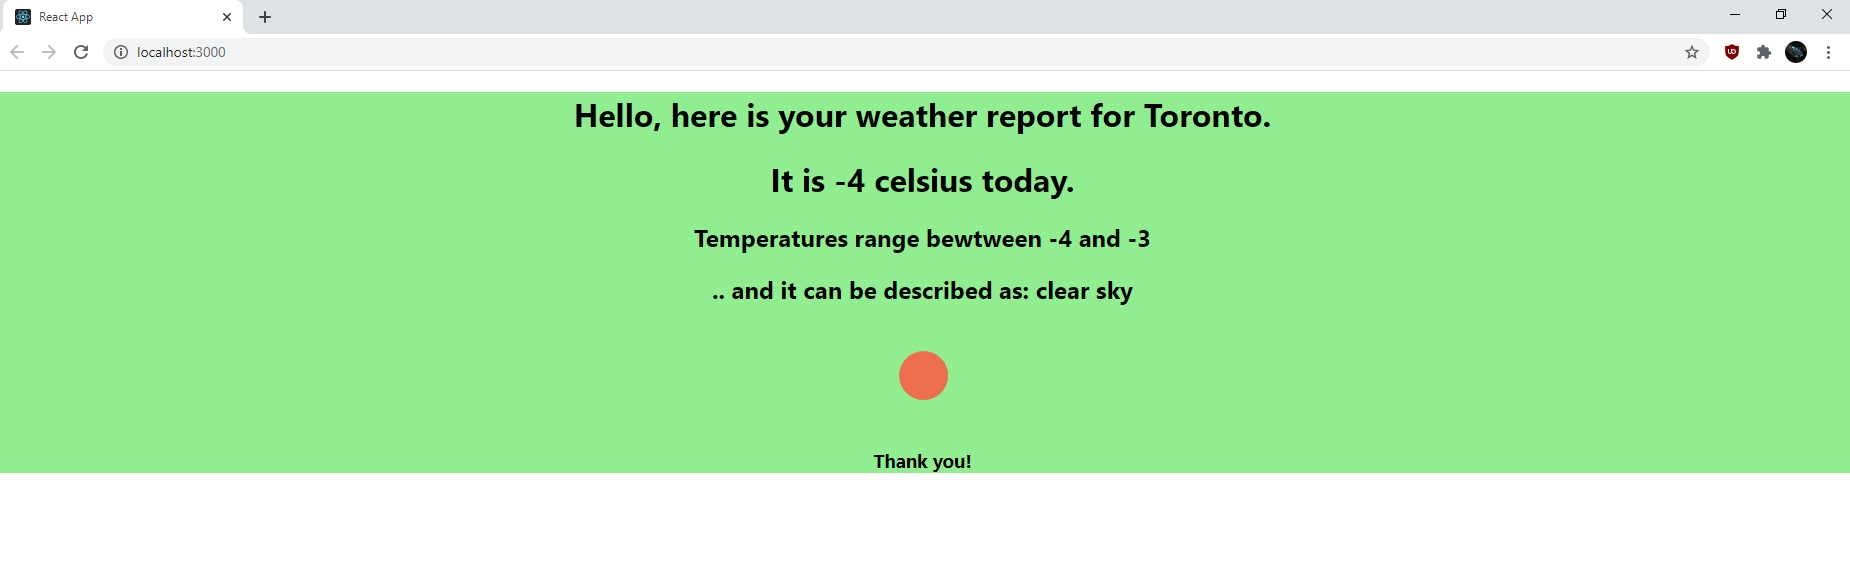 React App
localhost:3000
Hello, here is your weather report for Toronto.
It is -4 celsius today.
Temperatures range bewtween -4 and -3
.. and it can be described as: clear sky
Thank you!